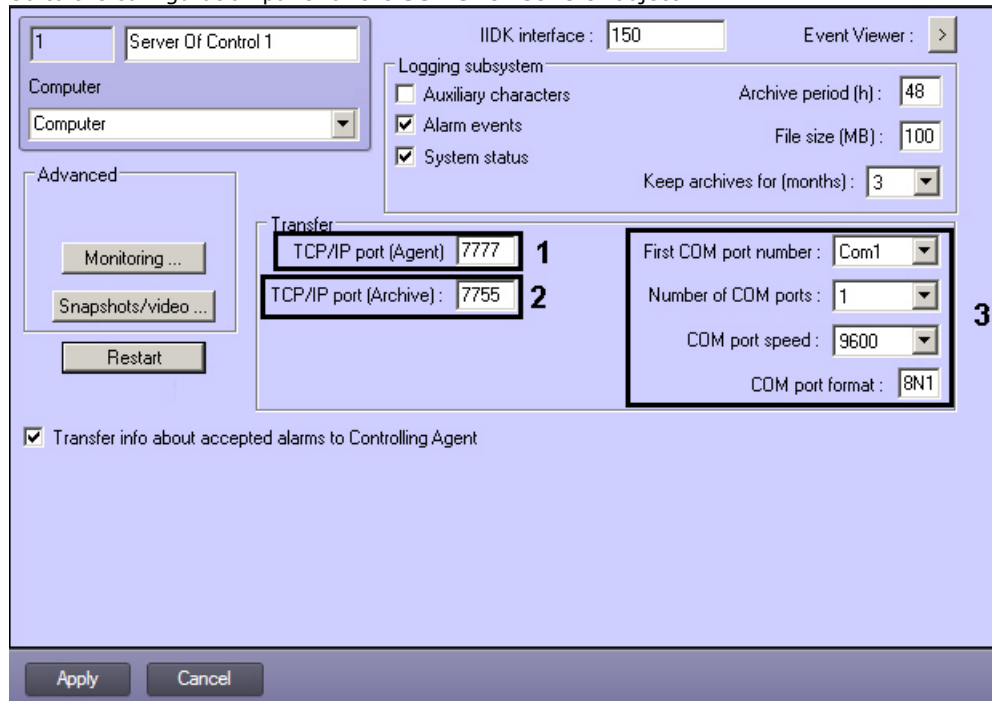 1 Server Of Control 1
IIDK interface : 150
Event Viewer : >
Computer
Computer
Logging subsystem
Auxiliary characters
Alarm events
System status
Archive period (h) : 48
File size (MB) : 100
Keep archives for (months) : 3
Advanced
Monitoring ...
Snapshots/video ...
Restart
Transfer
TCP/IP port (Agent) 7777 1
TCP/IP port (Archive) : 7755 2
First COM port number : Com1
Number of COM ports : 1
COM port speed : 9600
COM port format : 8N1
3
Transfer info about accepted alarms to Controlling Agent
Apply Cancel